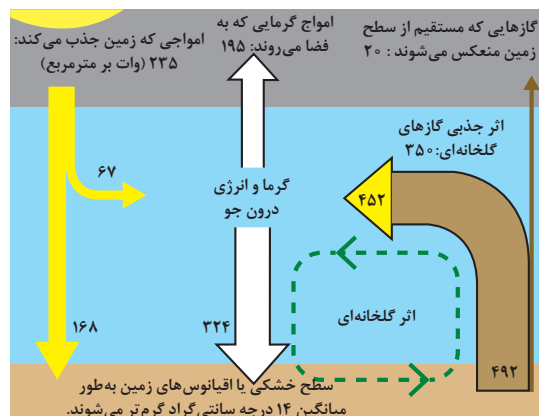 امواجی که زمین جذب می‌کند:
۲۳۵ (وات بر مترمربع)
امواج گرمایی که به
فضا می‌روند: ۱۹۵
گازهایی که مستقیم از سطح
زمین منعکس می‌شوند : ۲۰
اثر جذبی گازهای
گلخانه‌ای: ۳۵۰
۶۷
گرما و انرژی
درون جو
۴۵۲
اثر گلخانه‌ای
۱۶۸
۳۲۴
۴۹۲
سطح خشکی یا اقیانوس‌های زمین به‌طور
میانگین ۱۴ درجه سانتی‌گراد گرم‌تر می‌شوند.